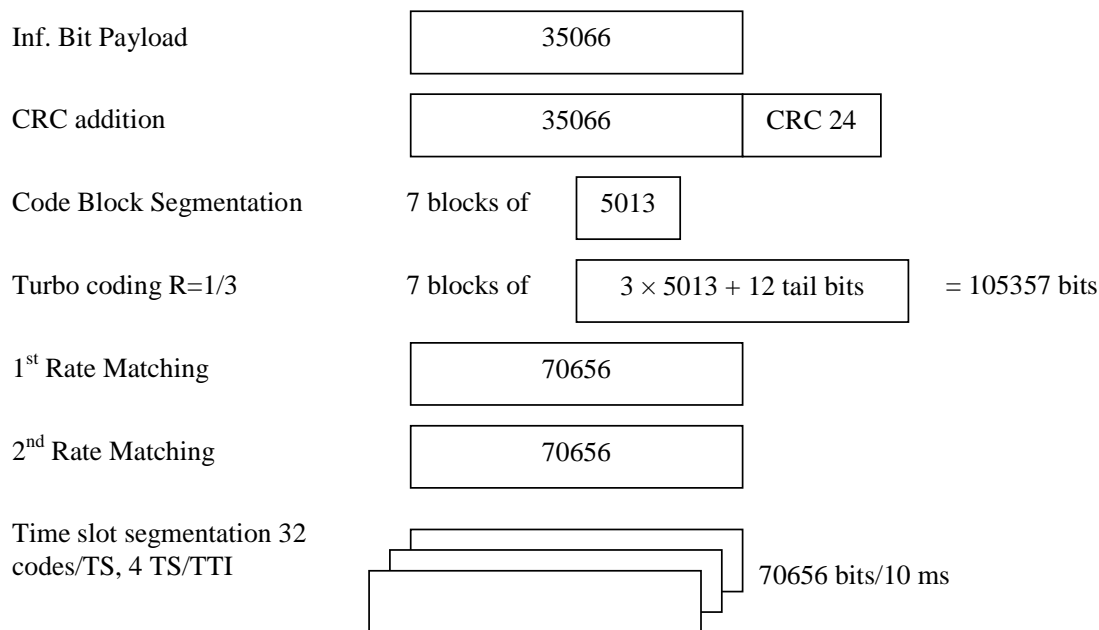 Inf. Bit Payload 35066
CRC addition 35066 CRC 24
Code Block Segmentation 7 blocks of 5013
Turbo coding R=1/3 7 blocks of 3 × 5013 + 12 tail bits = 105357 bits
1st Rate Matching 70656
2nd Rate Matching 70656
Time slot segmentation 32
codes/TS, 4 TS/TTI 70656 bits/10 ms